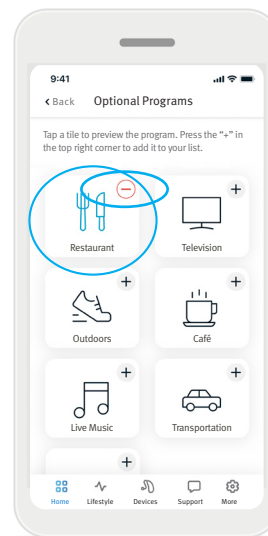 9:41
Back Optional Programs
Tap a tile to preview the program. Press the “+” in
the top right corner to add it to your list.
Restaurant
Television
Outdoors
Café
Live Music
Transportation
Home Lifestyle Devices Support More